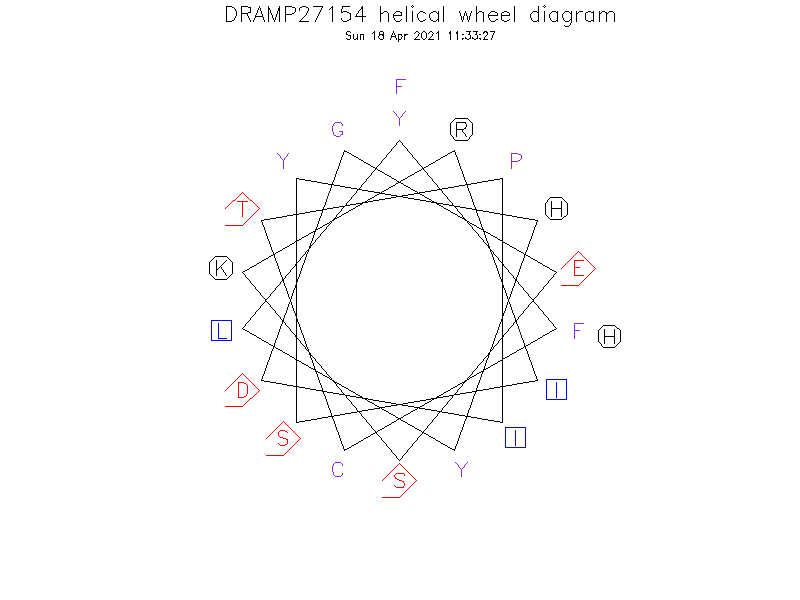 DRAMP27154 helical wheel diagram
Sun 18 Apr 2021 11:33:27
F
Y
G R
Y P
T H
K E
L F H
D I
S I
C Y
S